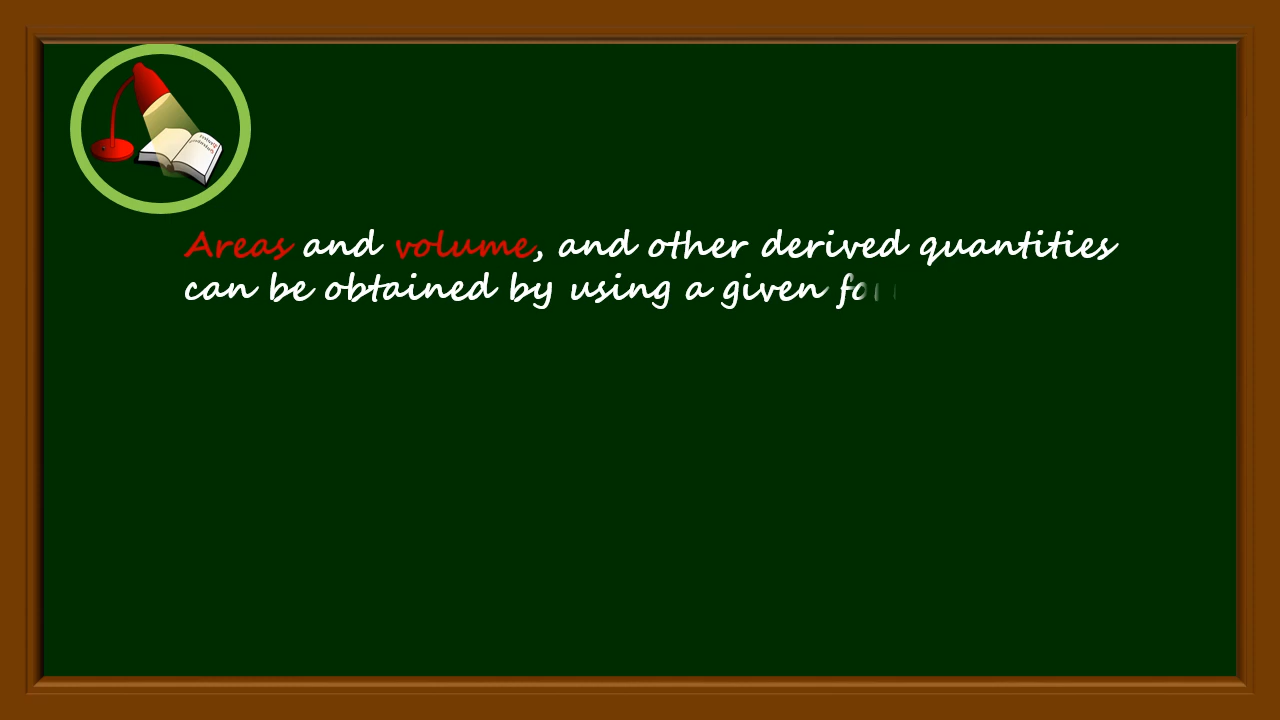 Areas and volume, and other derived quantities
can be obtained by using a given